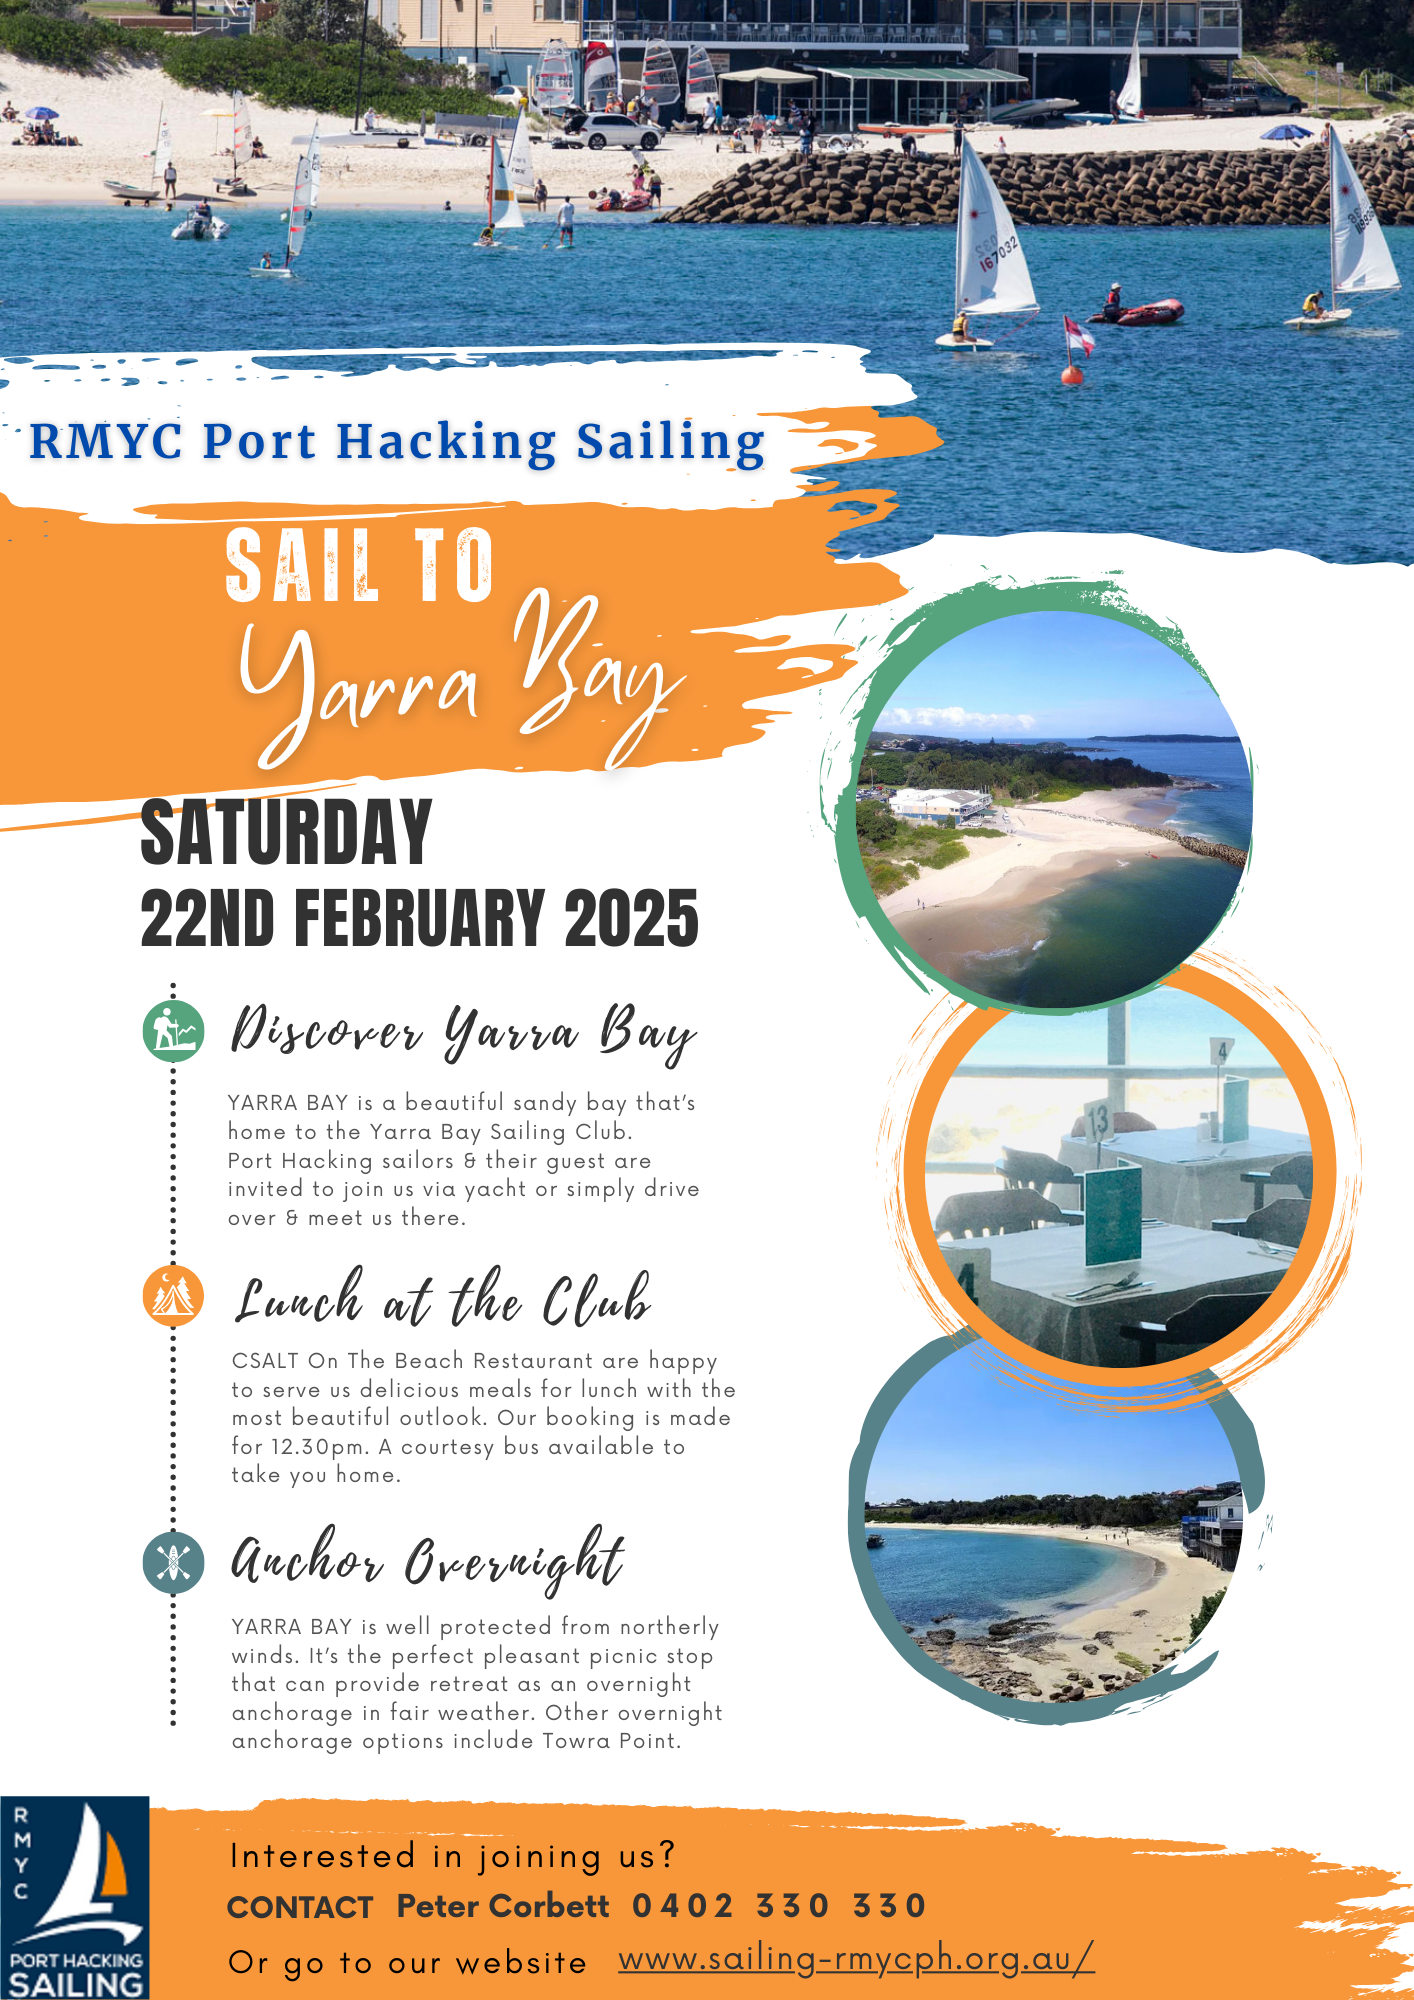 RMYC Port Hacking Sailing
SAIL TO
Yarra Bay
SATURDAY
22ND FEBRUARY 2025
Discover Yarra Bay
YARRA BAY is a beautiful sandy bay that's
home to the Yarra Bay Sailing Club.
Port Hacking sailors & their guest are
invited to join us via yacht or simply drive
over & meet us there.
Lunch at the Club
CSALT On The Beach Restaurant are happy
to serve us delicious meals for lunch with the
most beautiful outlook. Our booking is made
for 12.30pm. A courtesy bus available to
take you home.
Anchor Overnight
YARRA BAY is well protected from northerly
winds. It's the perfect pleasant picnic stop
that can provide retreat as an overnight
anchorage in fair weather. Other overnight
anchorage options include Towra Point.
167032
4
13
4
RMYC
PORT HACKING
SAILING
Interested in joining us?
CONTACT Peter Corbett 0402 330 330
Or go to our website www.sailing-rmycph.org.au/